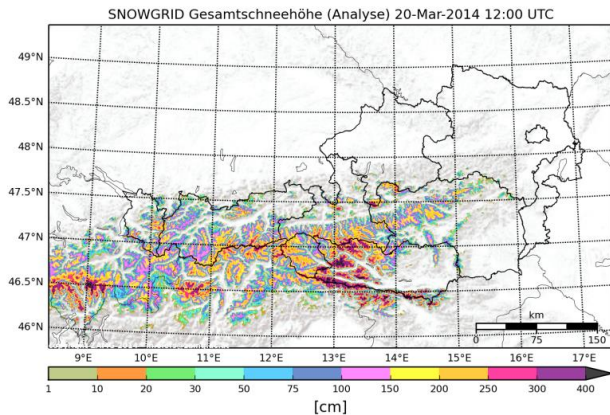 SNOWGRID Gesamtschneehöhe (Analyse) 20-Mar-2014 12:00 UTC
49°N
48.5°N
48°N
47.5°N
47°N
46.5°N
46°N
km
0 75 150
9°E 10°E 11°E 12°E 13°E 14°E 15°E 16°E 17°E
1 10 20 30 50 75 100 150 200 250 300 400
[cm]